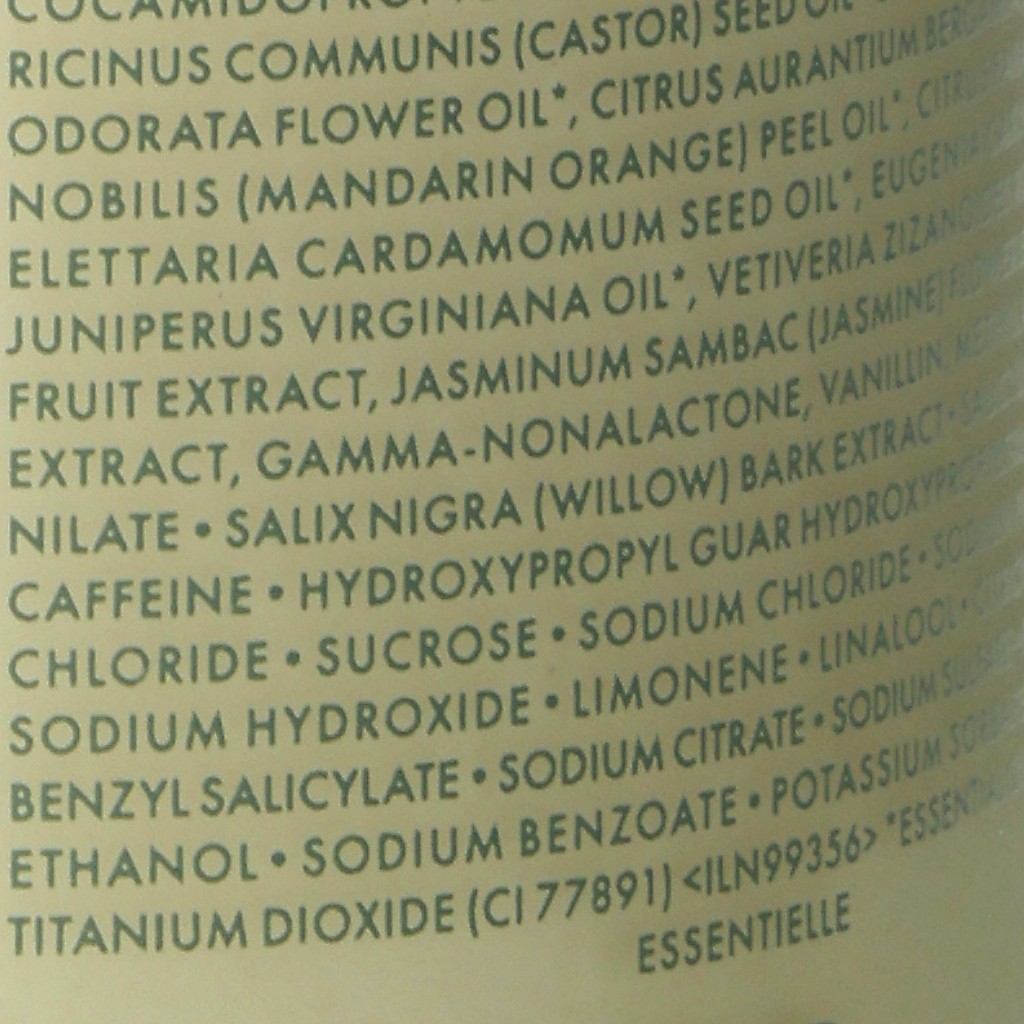 RICINUS COMMUNIS (CASTOR) SEED OIL
ODORATA FLOWER OIL*, CITRUS AURANTIUM
NOBILIS (MANDARIN ORANGE) PEEL OIL*,
ELETTARIA CARDAMOMUM SEED OIL*,
JUNIPERUS VIRGINIANA OIL*, VETIVERIA
FRUIT EXTRACT, JASMINUM SAMBAC (JASMINE)
EXTRACT, GAMMA-NONALACTONE, VANILLIN,
NILATE • SALIX NIGRA (WILLOW) BARK EXTRACT •
CAFFEINE • HYDROXYPROPYL GUAR
CHLORIDE • SUCROSE • SODIUM CHLORIDE •
SODIUM HYDROXIDE • LIMONENE • LINALOOL •
BENZYL SALICYLATE • SODIUM CITRATE • SODIUM
ETHANOL • SODIUM BENZOATE • POTASSIUM
TITANIUM DIOXIDE (CI 77891) <ILN99356>
ESSENTIELLE